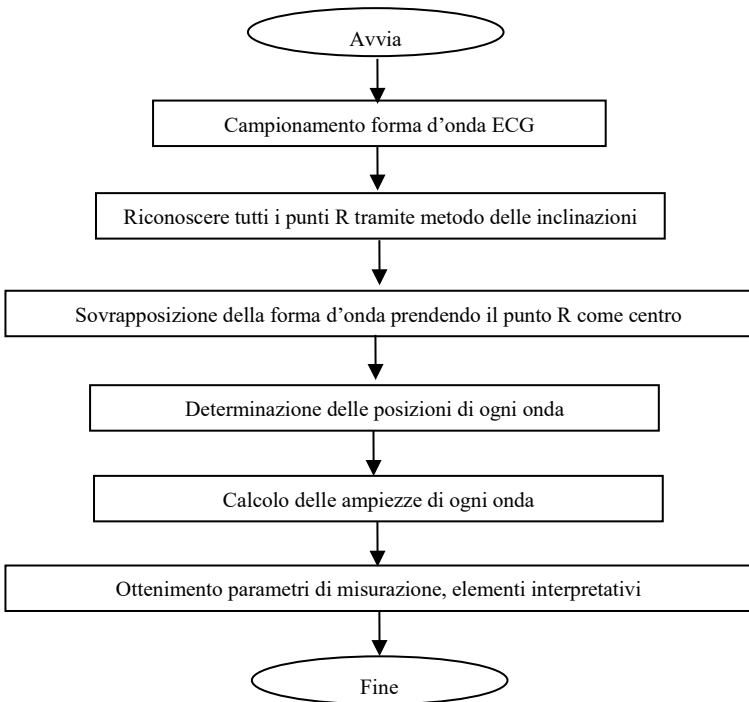 Avvia
Campionamento forma d’onda ECG
Riconoscere tutti i punti R tramite metodo delle inclinazioni
Sovrapposizione della forma d’onda prendendo il punto R come centro
Determinazione delle posizioni di ogni onda
Calcolo delle ampiezze di ogni onda
Ottenimento parametri di misurazione, elementi interpretativi
Fine